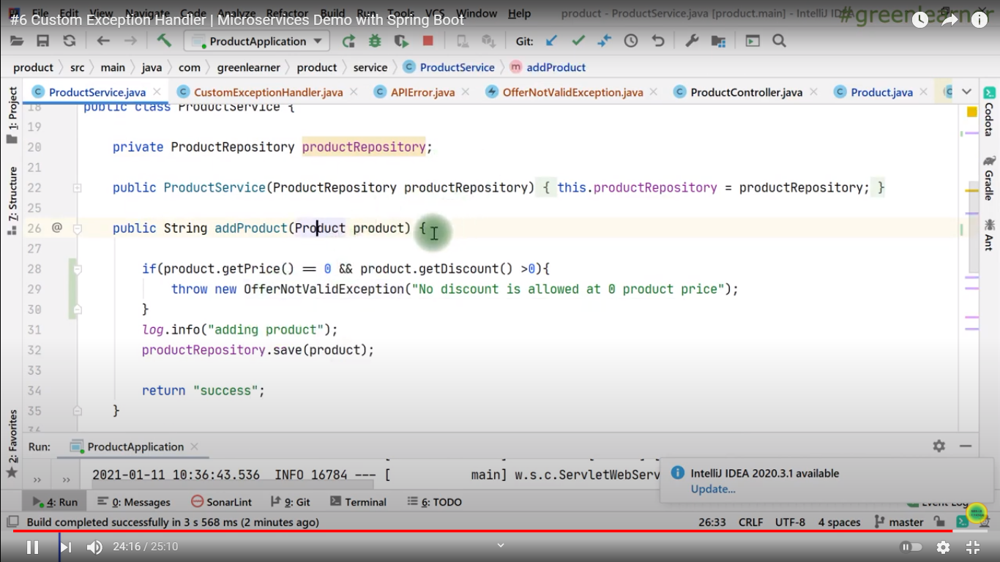 File Edit View Navigate Code Analyze Refactor Build Run Tools VCS Window Help product - ProductService.java [product.main] - IntelliJ
#6 Custom Exception Handler | Microservices Demo with Spring Boot
#greenlearner
ProductApplication Git:
product src main java com greenlearner product service ProductService addProduct
ProductService.java CustomExceptionHandler.java APIError.java OfferNotValidException.java ProductController.java Product.java
1: Project
Z: Structure
2: Favorites
Codota
Gradle
Ant
18 public class ProductService {
19
20 private ProductRepository productRepository;
21
22 public ProductService(ProductRepository productRepository) { this.productRepository = productRepository; }
25
26 @ public String addProduct(Product product) {
27
28 if(product.getPrice() == 0 && product.getDiscount() >0){
29 throw new OfferNotValidException("No discount is allowed at 0 product price");
30 }
31 log.info("adding product");
32 productRepository.save(product);
33
34 return "success";
35 }
Run: ProductApplication
2021-01-11 10:36:43.536 INFO 16784 --- [ main] w.s.c.ServletWebServ
IntelliJ IDEA 2020.3.1 available
Update...
4: Run 0: Messages SonarLint 9: Git Terminal 6: TODO Event Log
Build completed successfully in 3 s 568 ms (2 minutes ago) 26:33 CRLF UTF-8 4 spaces master
24:16 / 25:10